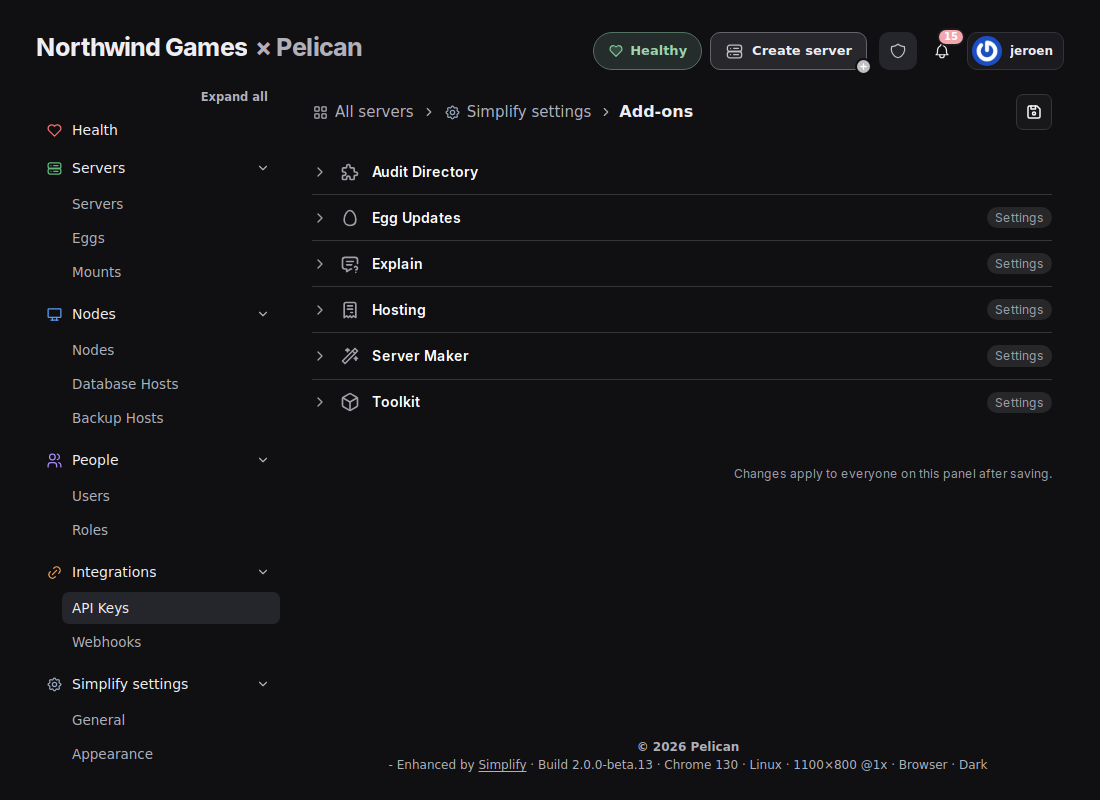 Northwind Games × Pelican
Healthy
Create server
15
jeroen
Expand all
Health
Servers
Servers
Eggs
Mounts
Nodes
Nodes
Database Hosts
Backup Hosts
People
Users
Roles
Integrations
API Keys
Webhooks
Simplify settings
General
Appearance
All servers > Simplify settings > Add-ons
Audit Directory
Egg Updates Settings
Explain Settings
Hosting Settings
Server Maker Settings
Toolkit Settings
Changes apply to everyone on this panel after saving.
© 2026 Pelican
- Enhanced by Simplify · Build 2.0.0-beta.13 · Chrome 130 · Linux · 1100×800 @1x · Browser · Dark